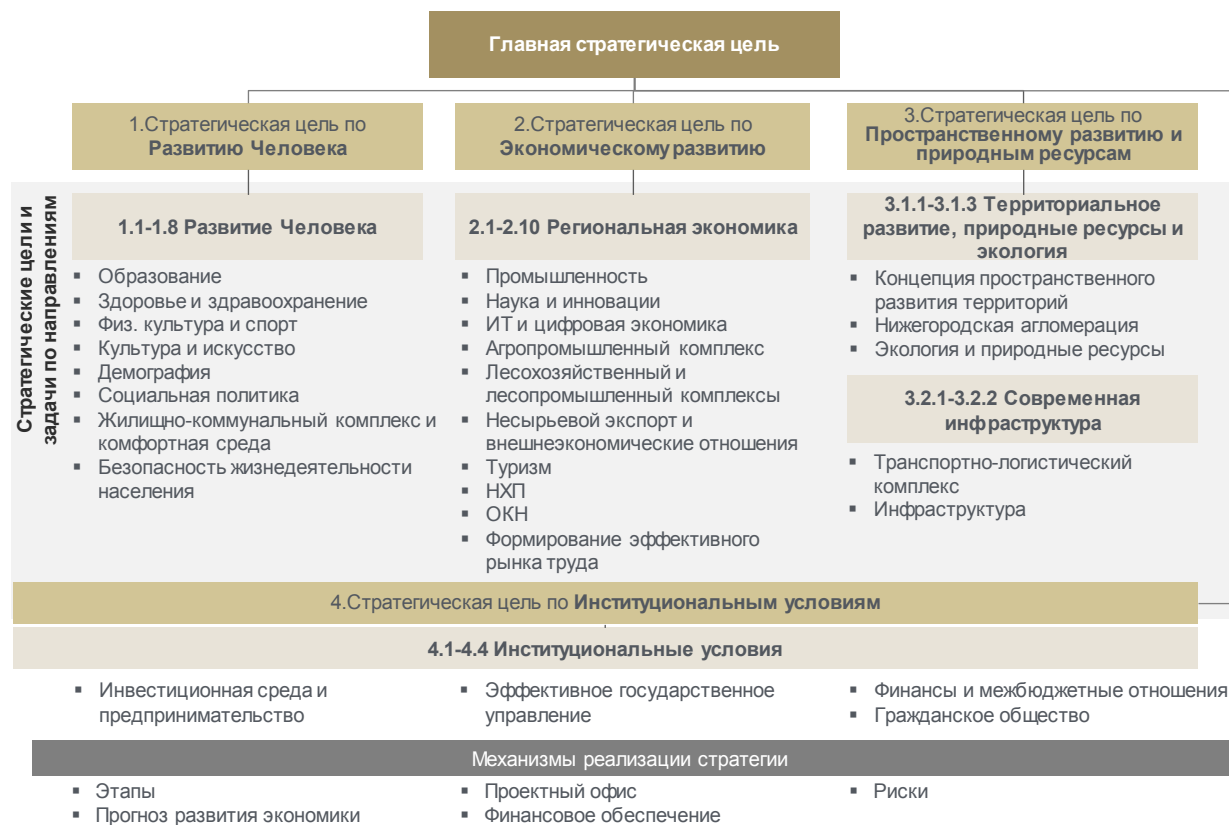 Главная стратегическая цель
1.Стратегическая цель по
Развитию Человека
2.Стратегическая цель по
Экономическому развитию
3.Стратегическая цель по
Пространственному развитию и
природным ресурсам
Стратегические цели и
задачи по направлениям
1.1-1.8 Развитие Человека
▪ Образование
▪ Здоровье и здравоохранение
▪ Физ. культура и спорт
▪ Культура и искусство
▪ Демография
▪ Социальная политика
▪ Жилищно-коммунальный комплекс и
комфортная среда
▪ Безопасность жизнедеятельности
населения
2.1-2.10 Региональная экономика
▪ Промышленность
▪ Наука и инновации
▪ ИТ и цифровая экономика
▪ Агропромышленный комплекс
▪ Лесохозяйственный и
лесопромышленный комплексы
▪ Несырьевой экспорт и
внешнеэкономические отношения
▪ Туризм
▪ НХП
▪ ОКН
▪ Формирование эффективного
рынка труда
3.1.1-3.1.3 Территориальное
развитие, природные ресурсы и
экология
▪ Концепция пространственного
развития территорий
▪ Нижегородская агломерация
▪ Экология и природные ресурсы
3.2.1-3.2.2 Современная
инфраструктура
▪ Транспортно-логистический
комплекс
▪ Инфраструктура
4.Стратегическая цель по Институциональным условиям
4.1-4.4 Институциональные условия
▪ Инвестиционная среда и
предпринимательство
▪ Эффективное государственное
управление
▪ Финансы и межбюджетные отношения
▪ Гражданское общество
Механизмы реализации стратегии
▪ Этапы
▪ Прогноз развития экономики
▪ Проектный офис
▪ Финансовое обеспечение
▪ Риски